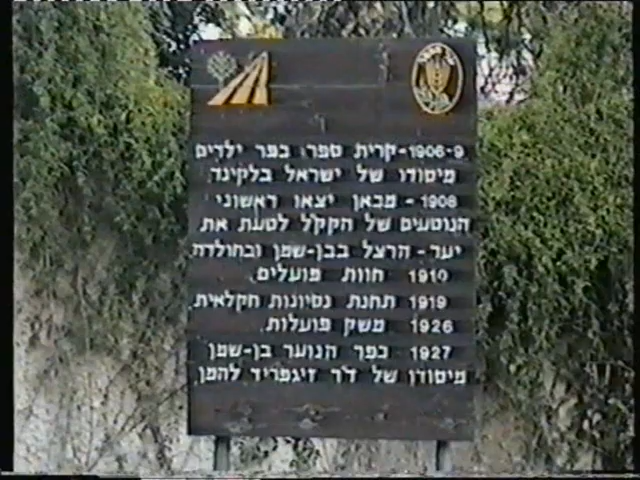 1906-9 - קרית ספר: כפר ילדים
מיסודו של ישראל בלקינד.
1908 - מכאן יצאו ראשוני
הנוטעים של הקק"ל לטעת את
יער - הרצל בבן-שמן ובחולדה
1910 חוות פועלים.
1919 תחנת נסיונות חקלאית.
1926 משק פועלות.
1927 כפר הנוער בן-שמן
מיסודו של ד"ר זיגפריד להמן.